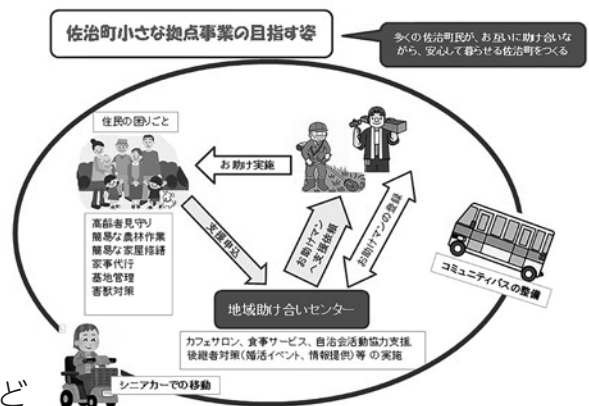 佐治町小さな拠点事業の目指す姿
多くの佐治町民が、お互いに助け合いな
がら、安心して暮らせる佐治町をつくる
住民の困りごと
お助け実施
高齢者見守り
簡易な農林作業
簡易な家屋修繕
家事代行
基地管理
害獣対策
支援申込
お助けマン
へ支援依頼
お助けマンの登録
コミュニティバスの整備
地域助け合いセンター
カフェサロン、食事サービス、自治会活動協力支援、
後継者対策(婚活イベント、情報提供)等 の実施
シニアカーでの移動
ど